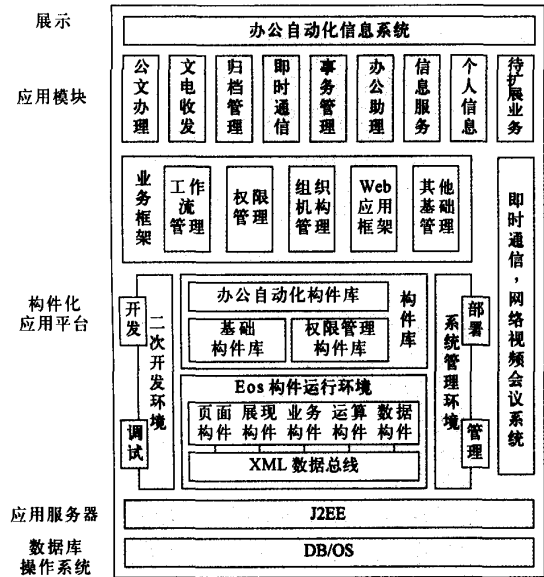 展示
办公自动化信息系统
应用模块
公文办理
文电收发
归档管理
即时通信
事务管理
办公助理
信息服务
个人信息
待扩展业务
业务框架
工作
流
管理
权限
管理
组织
机构
管理
Web
应用
框架
其他
基础
管理
即时通信，网络视频会议系统
构件化
应用平台
开发
调试
二次开发环境
办公自动化构件库
基础
构件库
权限管理
构件库
构件库
Eos 构件运行环境
页面
构件
展现
构件
业务
构件
运算
构件
数据
构件
XML 数据总线
系统管理环境
部署
管理
应用服务器
J2EE
数据库
操作系统
DB/OS